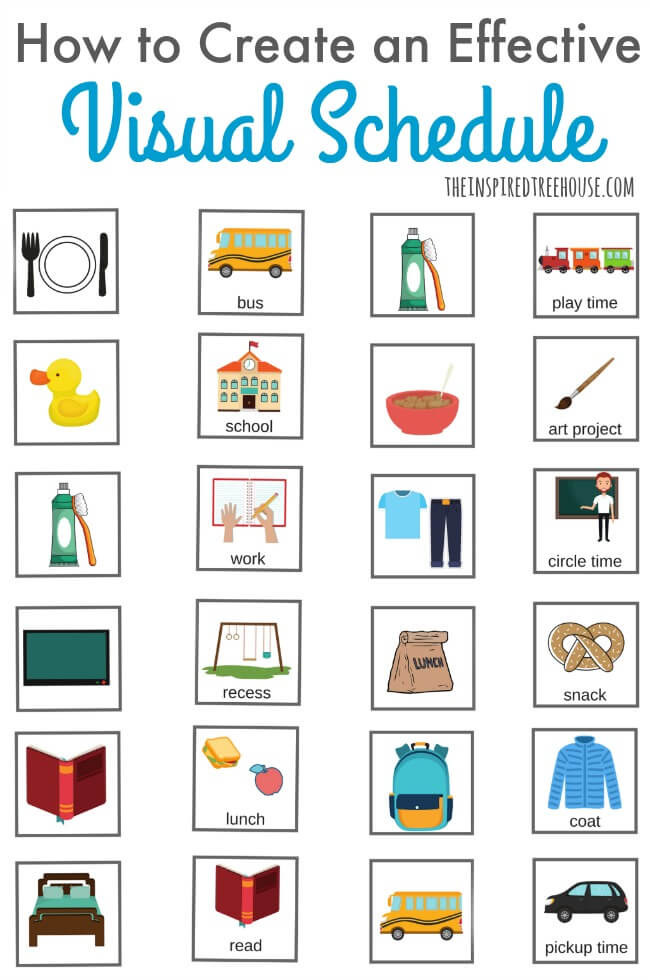 How to Create an Effective
Visual Schedule
THEINSPIREDTREEHOUSE.COM
bus
play time
school
art project
work
circle time
recess
LUNCH
snack
lunch
coat
read
pickup time